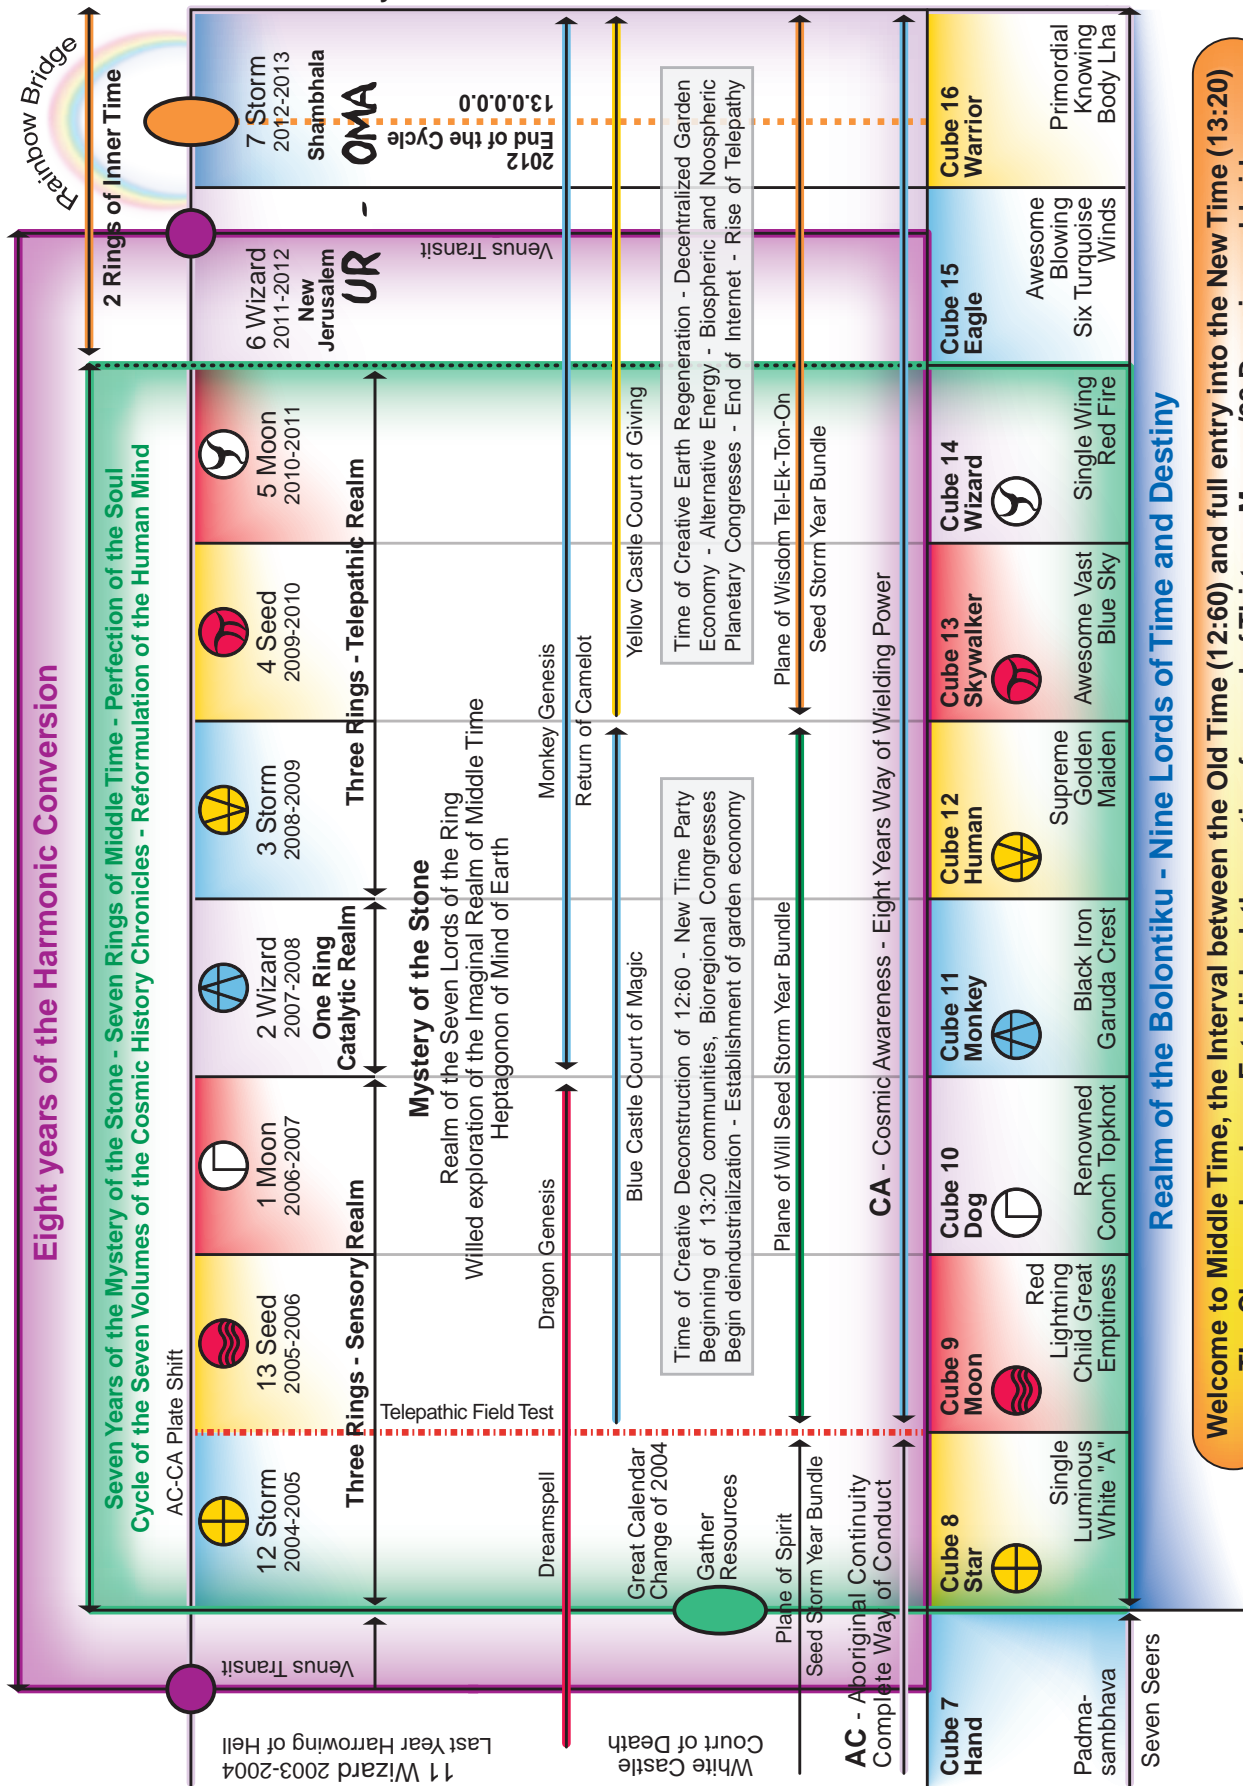 Rainbow Bridge
2 Rings of Inner Time
Eight years of the Harmonic Conversion
Seven Years of the Mystery of the Stone - Seven Rings of Middle Time - Perfection of the Soul
Cycle of the Seven Volumes of the Cosmic History Chronicles - Reformulation of the Human Mind
AC-CA Plate Shift
11 Wizard 2003-2004
Last Year Harrowing of Hell
Venus Transit
12 Storm
2004-2005
13 Seed
2005-2006
1 Moon
2006-2007
2 Wizard
2007-2008
3 Storm
2008-2009
4 Seed
2009-2010
5 Moon
2010-2011
6 Wizard
2011-2012
New
Jerusalem
7 Storm
2012-2013
Shambhala
UR - OMA
Three Rings - Sensory Realm
One Ring
Catalytic Realm
Three Rings - Telepathic Realm
Telepathic Field Test
Mystery of the Stone
Realm of the Seven Lords of the Ring
Willed exploration of the Imaginal Realm of Middle Time
Heptagonon of Mind of Earth
Venus Transit
2012
End of the Cycle
13.0.0.0.0
Dreamspell
Dragon Genesis
Monkey Genesis
Return of Camelot
White Castle
Court of Death
Great Calendar
Change of 2004
Blue Castle Court of Magic
Yellow Castle Court of Giving
Gather
Resources
Time of Creative Deconstruction of 12:60 - New Time Party
Beginning of 13:20 communities, Bioregional Congresses
Begin deindustrialization - Establishment of garden economy
Time of Creative Earth Regeneration - Decentralized Garden
Economy - Alternative Energy - Biospheric and Noospheric
Planetary Congresses - End of Internet - Rise of Telepathy
Plane of Spirit
Seed Storm Year Bundle
Plane of Will Seed Storm Year Bundle
Plane of Wisdom Tel-Ek-Ton-On
Seed Storm Year Bundle
AC - Aboriginal Continuity
Complete Way of Conduct
CA - Cosmic Awareness - Eight Years Way of Wielding Power
Cube 7
Hand
Padma-
sambhava
Cube 8
Star
Single
Luminous
White "A"
Cube 9
Moon
Red
Lightning
Child Great
Emptiness
Cube 10
Dog
Renowned
Conch Topknot
Cube 11
Monkey
Black Iron
Garuda Crest
Cube 12
Human
Supreme
Golden
Maiden
Cube 13
Skywalker
Awesome Vast
Blue Sky
Cube 14
Wizard
Single Wing
Red Fire
Cube 15
Eagle
Awesome
Blowing
Six Turquoise
Winds
Cube 16
Warrior
Primordial
Knowing
Body Lha
Seven Seers
Realm of the Bolontiku - Nine Lords of Time and Destiny
Welcome to Middle Time, the Interval between the Old Time (12:60) and full entry into the New Time (13:20)